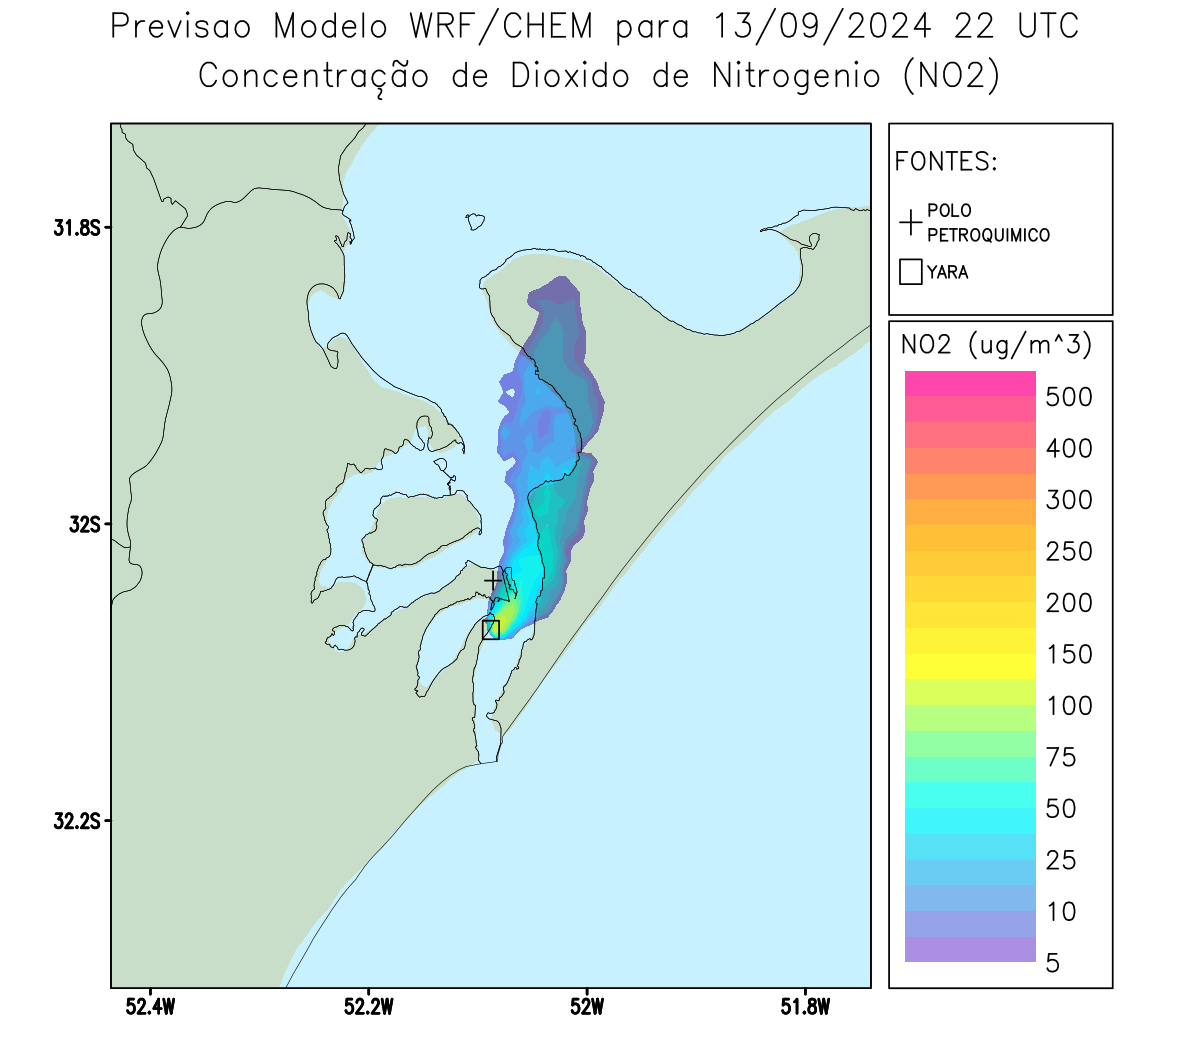 Previsao Modelo WRF/CHEM para 13/09/2024 22 UTC
Concentração de Dioxido de Nitrogenio (NO2)
FONTES:
POLO
PETROQUIMICO
YARA
NO2 (ug/m^3)
500
400
300
250
200
150
100
75
50
25
10
5
31.8S
32S
32.2S
52.4W
52.2W
52W
51.8W